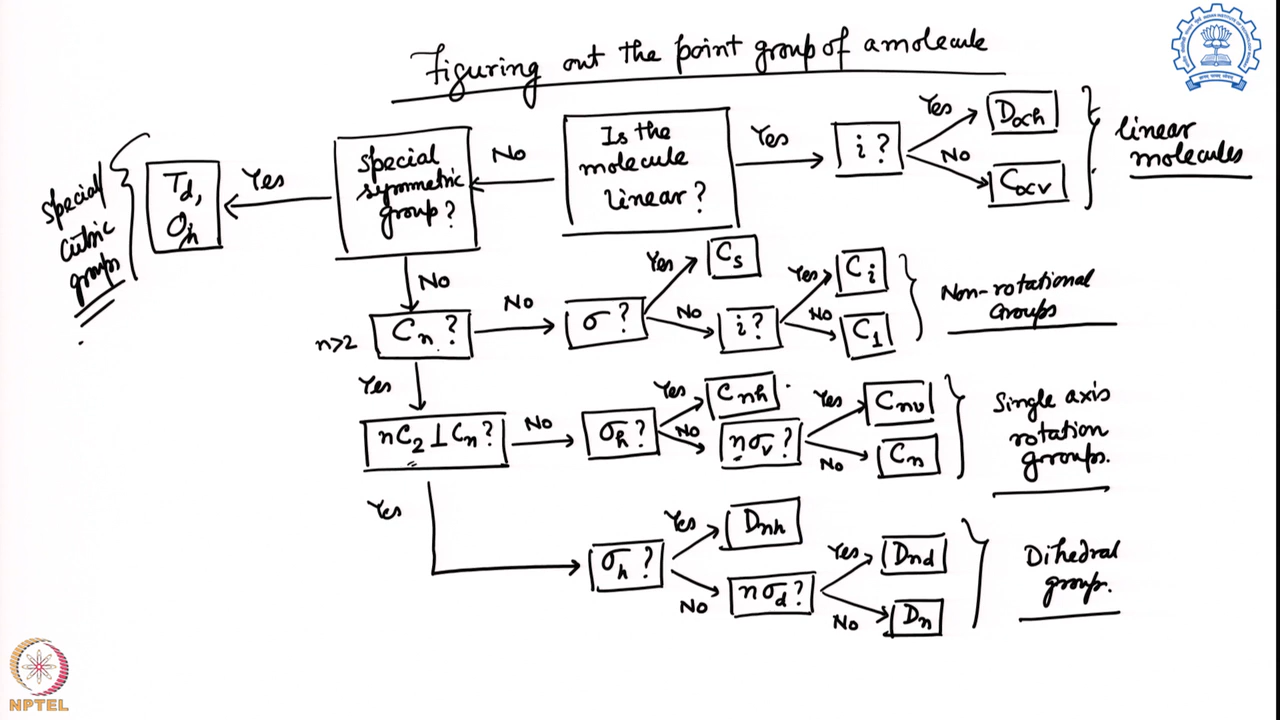 Figuring out the point group of a molecule
Is the
molecule
linear?
Yes
i?
Yes
D∞h
No
C∞v
linear
molecules
No
special
symmetric
group?
Yes
Td,
Oh
Special
cubic
groups
No
n>2
Cn?
No
σ?
Yes
Cs
No
i?
Yes
Ci
No
C1
Non-rotational
Groups
Yes
nC2⊥Cn?
No
σh?
Yes
Cnh
No
nσv?
Yes
Cnv
No
Cn
Single axis
rotation
groups.
Yes
σh?
Yes
Dnh
No
nσd?
Yes
Dnd
No
Dn
Dihedral
group.
NPTEL